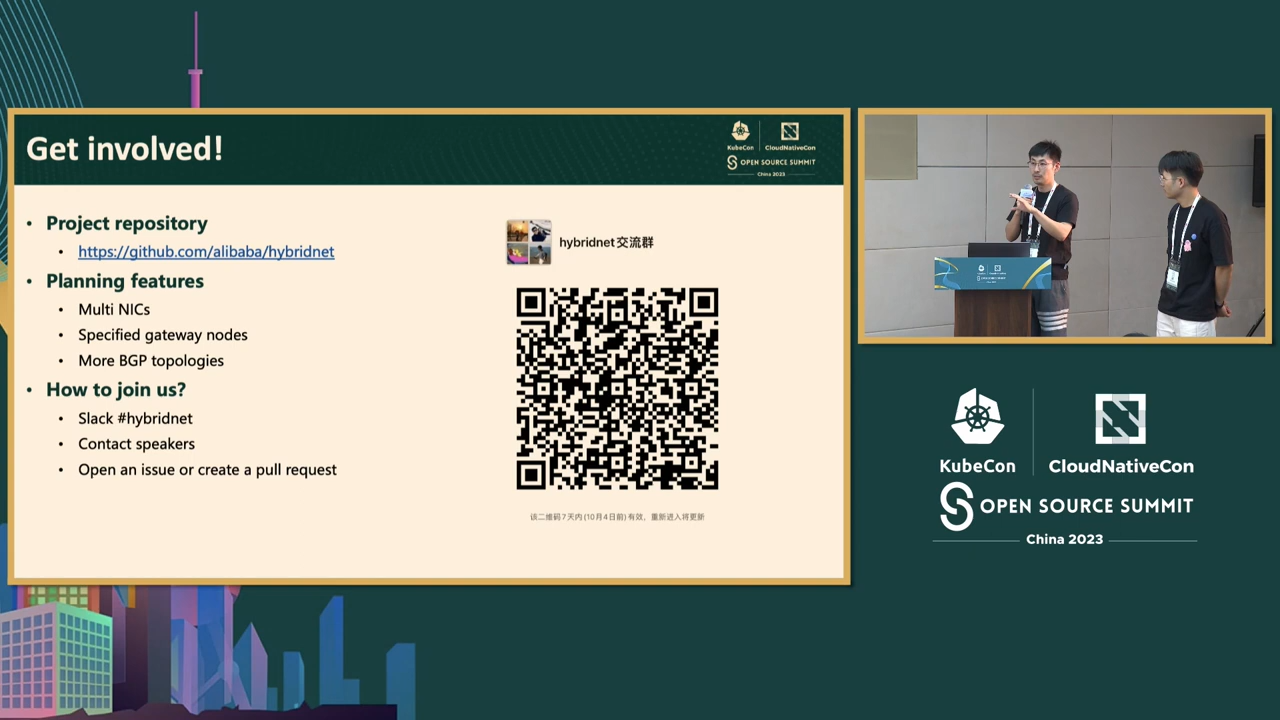 Get involved!
KubeCon
CloudNativeCon
OPEN SOURCE SUMMIT
China 2023
Project repository
https://github.com/alibaba/hybridnet
Planning features
Multi NICs
Specified gateway nodes
More BGP topologies
How to join us?
Slack #hybridnet
Contact speakers
Open an issue or create a pull request
hybridnet交流群
该二维码7天内(10月4日前)有效，重新进入将更新
KubeCon
CloudNativeCon
OPEN SOURCE SUMMIT
China 2023